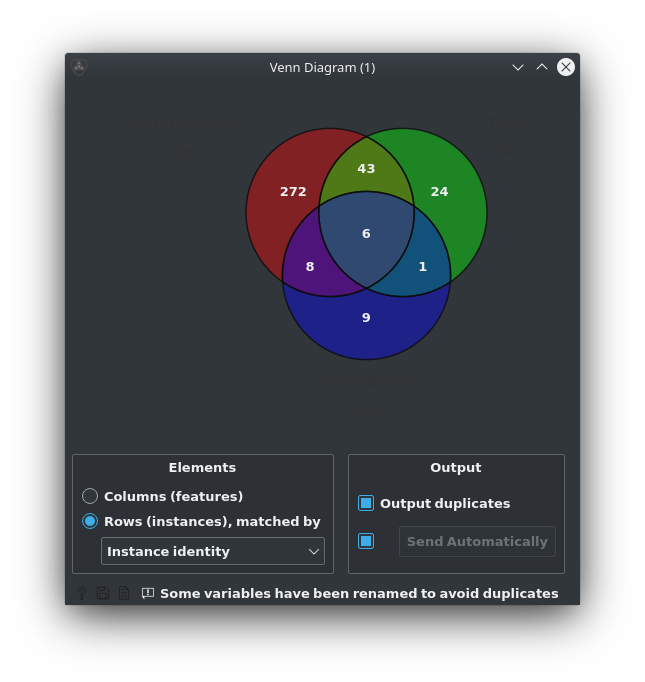 Venn Diagram (1)
43
272
24
6
8
1
9
Elements
Columns (features)
Rows (instances), matched by
Instance identity
Output
Output duplicates
Send Automatically
Some variables have been renamed to avoid duplicates